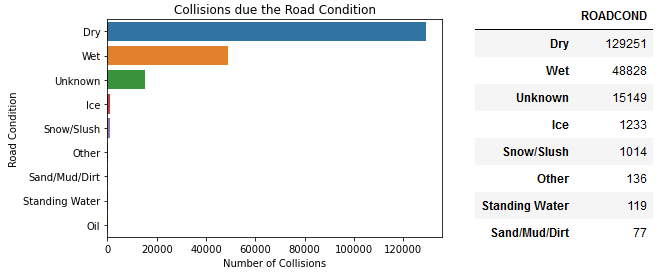 Collisions due the Road Condition
Road Condition
Dry
Wet
Unknown
Ice
Snow/Slush
Other
Sand/Mud/Dirt
Standing Water
Oil
0 20000 40000 60000 80000 100000 120000
Number of Collisions
ROADCOND
Dry 129251
Wet 48828
Unknown 15149
Ice 1233
Snow/Slush 1014
Other 136
Standing Water 119
Sand/Mud/Dirt 77